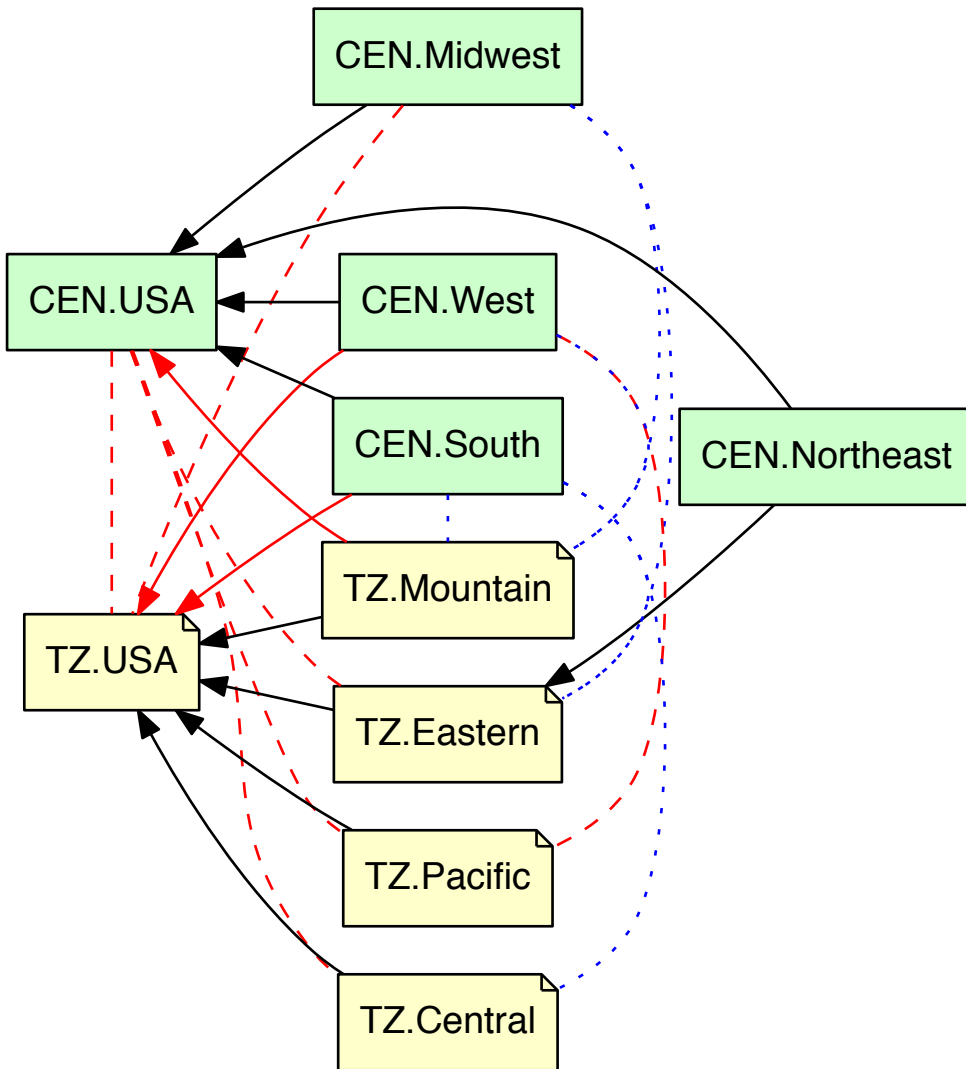 CEN.Midwest
CEN.USA
CEN.West
CEN.South
CEN.Northeast
TZ.Mountain
TZ.USA
TZ.Eastern
TZ.Pacific
TZ.Central